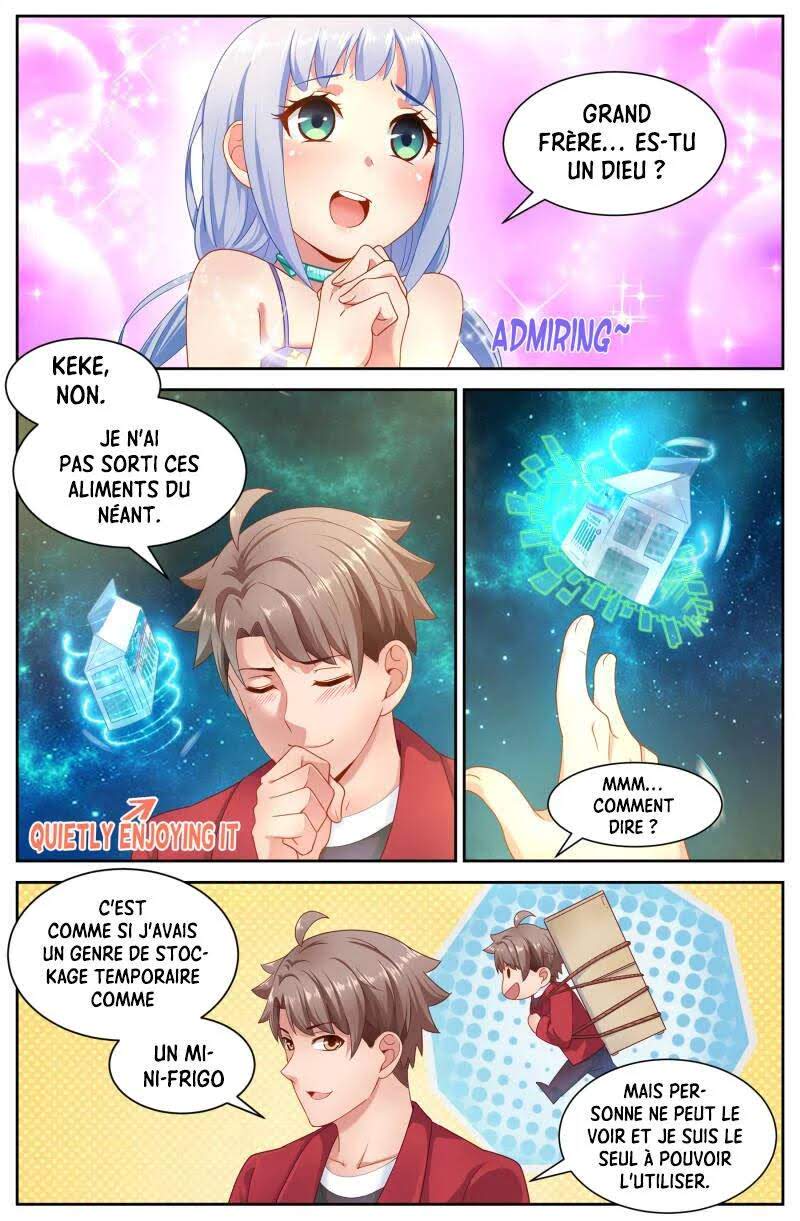 GRAND
FRÈRE... ES-TU
UN DIEU ?
ADMIRING~
KEKE,
NON.
JE N'AI
PAS SORTI CES
ALIMENTS DU
NÉANT.
QUIETLY ENJOYING IT
MMM...
COMMENT
DIRE ?
C'EST
COMME SI J'AVAIS
UN GENRE DE STOC-
KAGE TEMPORAIRE
COMME
UN MI-
NI-FRIGO
MAIS PER-
SONNE NE PEUT LE
VOIR ET JE SUIS LE
SEUL À POUVOIR
L'UTILISER.